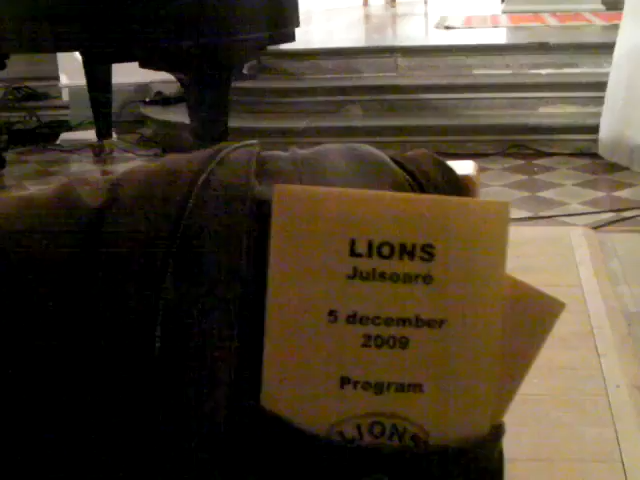 LIONS
Julsoaré
5 december
2009
Program
LIONS